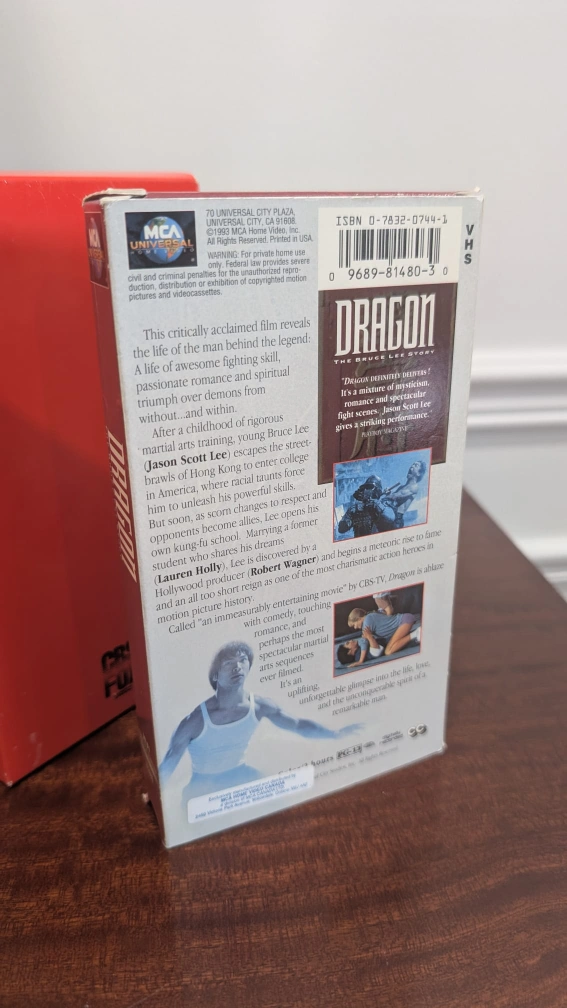 MCA
UNIVERSAL
HOME VIDEO
70 UNIVERSAL CITY PLAZA,
UNIVERSAL CITY, CA 91608.
©1993 MCA Home Video, Inc.
All Rights Reserved. Printed in USA.
WARNING: For private home use
only. Federal law provides severe
civil and criminal penalties for the unauthorized repro-
duction, distribution or exhibition of copyrighted motion
pictures and videocassettes.
ISBN 0-7832-0744-1
0 9689-81480-3 0
VHS
DRAGON
THE BRUCE LEE STORY
"DRAGON DEFINITELY DELIVERS!
It's a mixture of mysticism,
romance and spectacular
fight scenes. Jason Scott Lee
gives a striking performance."
This critically acclaimed film reveals
the life of the man behind the legend:
A life of awesome fighting skill,
passionate romance and spiritual
triumph over demons from
without...and within.
After a childhood of rigorous
martial arts training, young Bruce Lee
(Jason Scott Lee) escapes the street-
brawls of Hong Kong to enter college
in America, where racial taunts force
him to unleash his powerful skills.
But soon, as scorn changes to respect and
opponents become allies, Lee opens his
own kung-fu school. Marrying a former
student who shares his dreams
(Lauren Holly), Lee is discovered by a
Hollywood producer (Robert Wagner) and begins a meteoric rise to fame
and an all too short reign as one of the most charismatic action heroes in
motion picture history.
Called "an immeasurably entertaining movie" by CBS-TV, Dragon is ablaze
with comedy, touching
romance, and
perhaps the most
spectacular martial
arts sequences
ever filmed.
It's an
uplifting,
unforgettable glimpse into the life, love,
and the unconquerable spirit of a
remarkable man.
hours PG-13
All Rights Reserved.
MCA HOME VIDEO CANADA
MCA
DRAGON
CBS
FOX